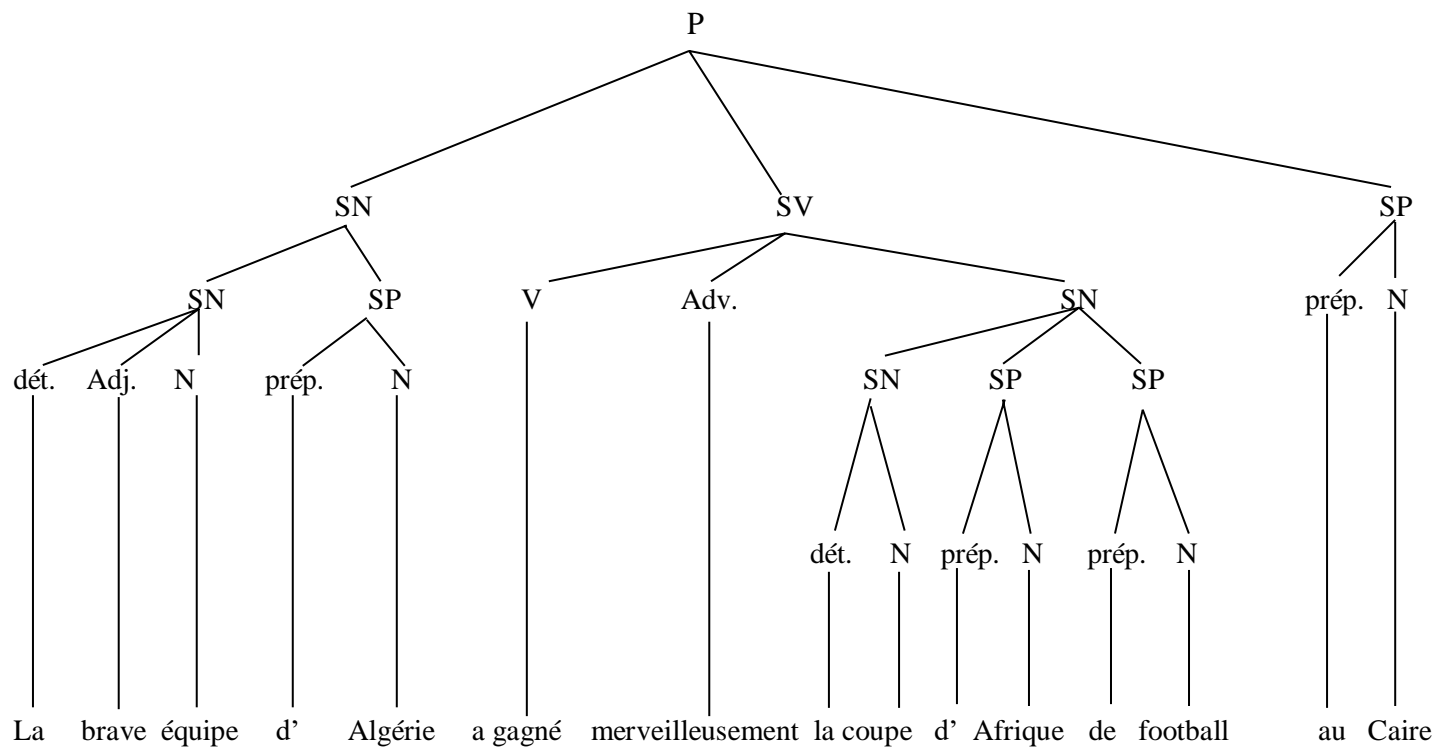 P
SN SV SP
SN SP V Adv. SN prép. N
dét. Adj. N prép. N SN SP SP
dét. N prép. N prép. N
La brave équipe d' Algérie a gagné merveilleusement la coupe d' Afrique de football au Caire